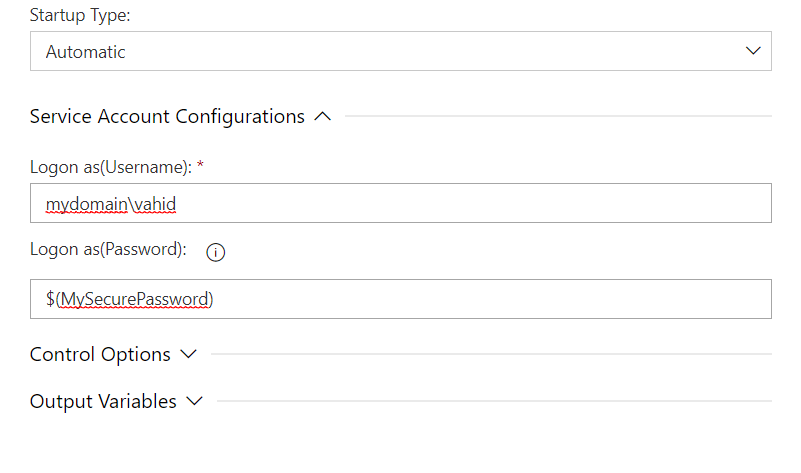 Startup Type:
Automatic
Service Account Configurations
Logon as(Username): *
mydomain\vahid
Logon as(Password):
$(MySecurePassword)
Control Options
Output Variables